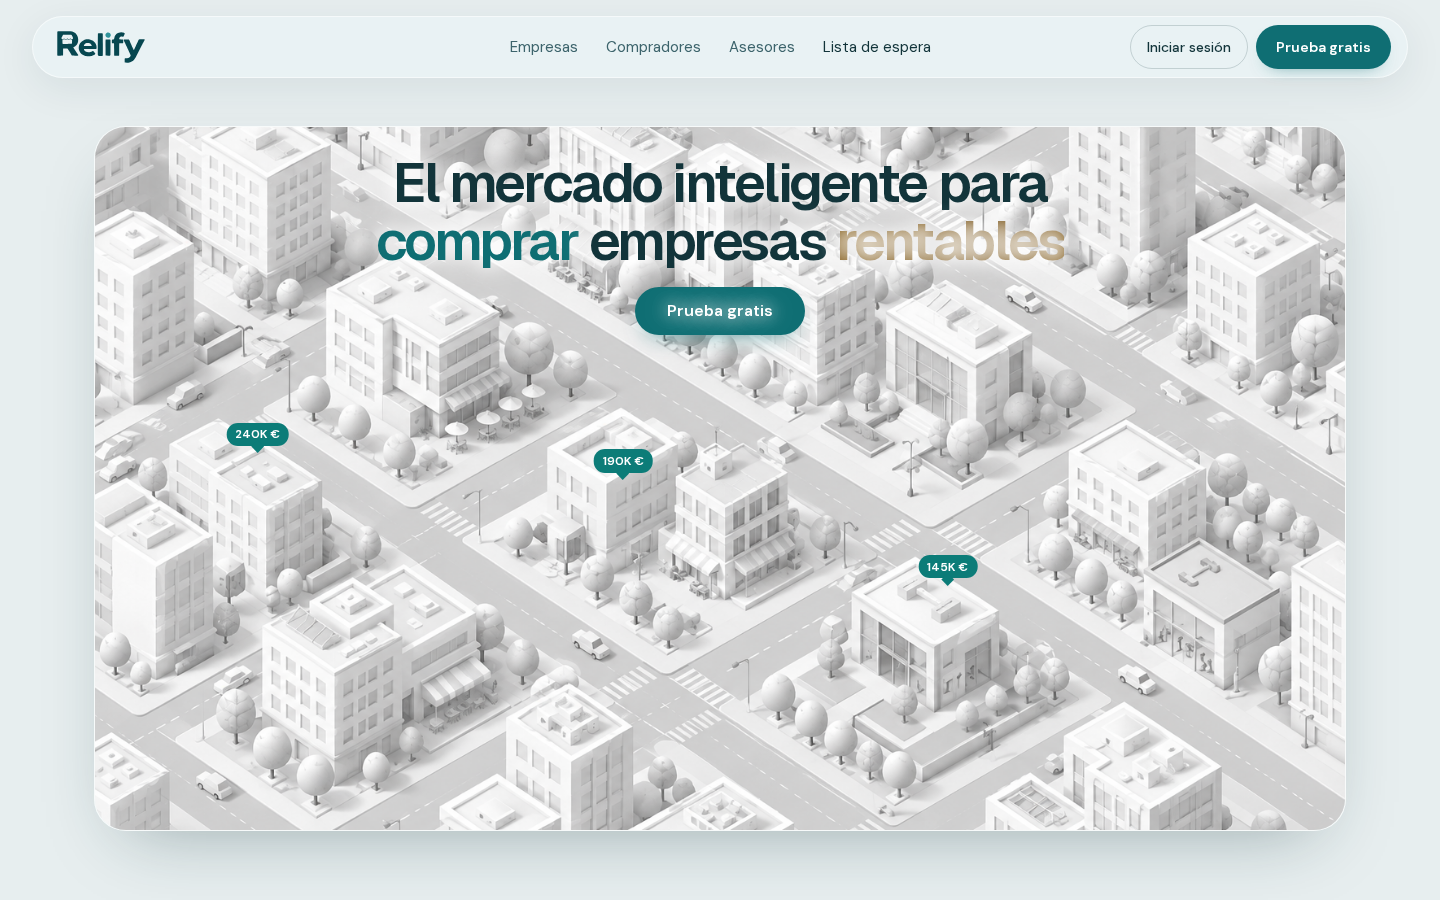 Relify
Empresas
Compradores
Asesores
Lista de espera
Iniciar sesión
Prueba gratis
El mercado inteligente para
comprar empresas rentables
Prueba gratis
240K €
190K €
145K €